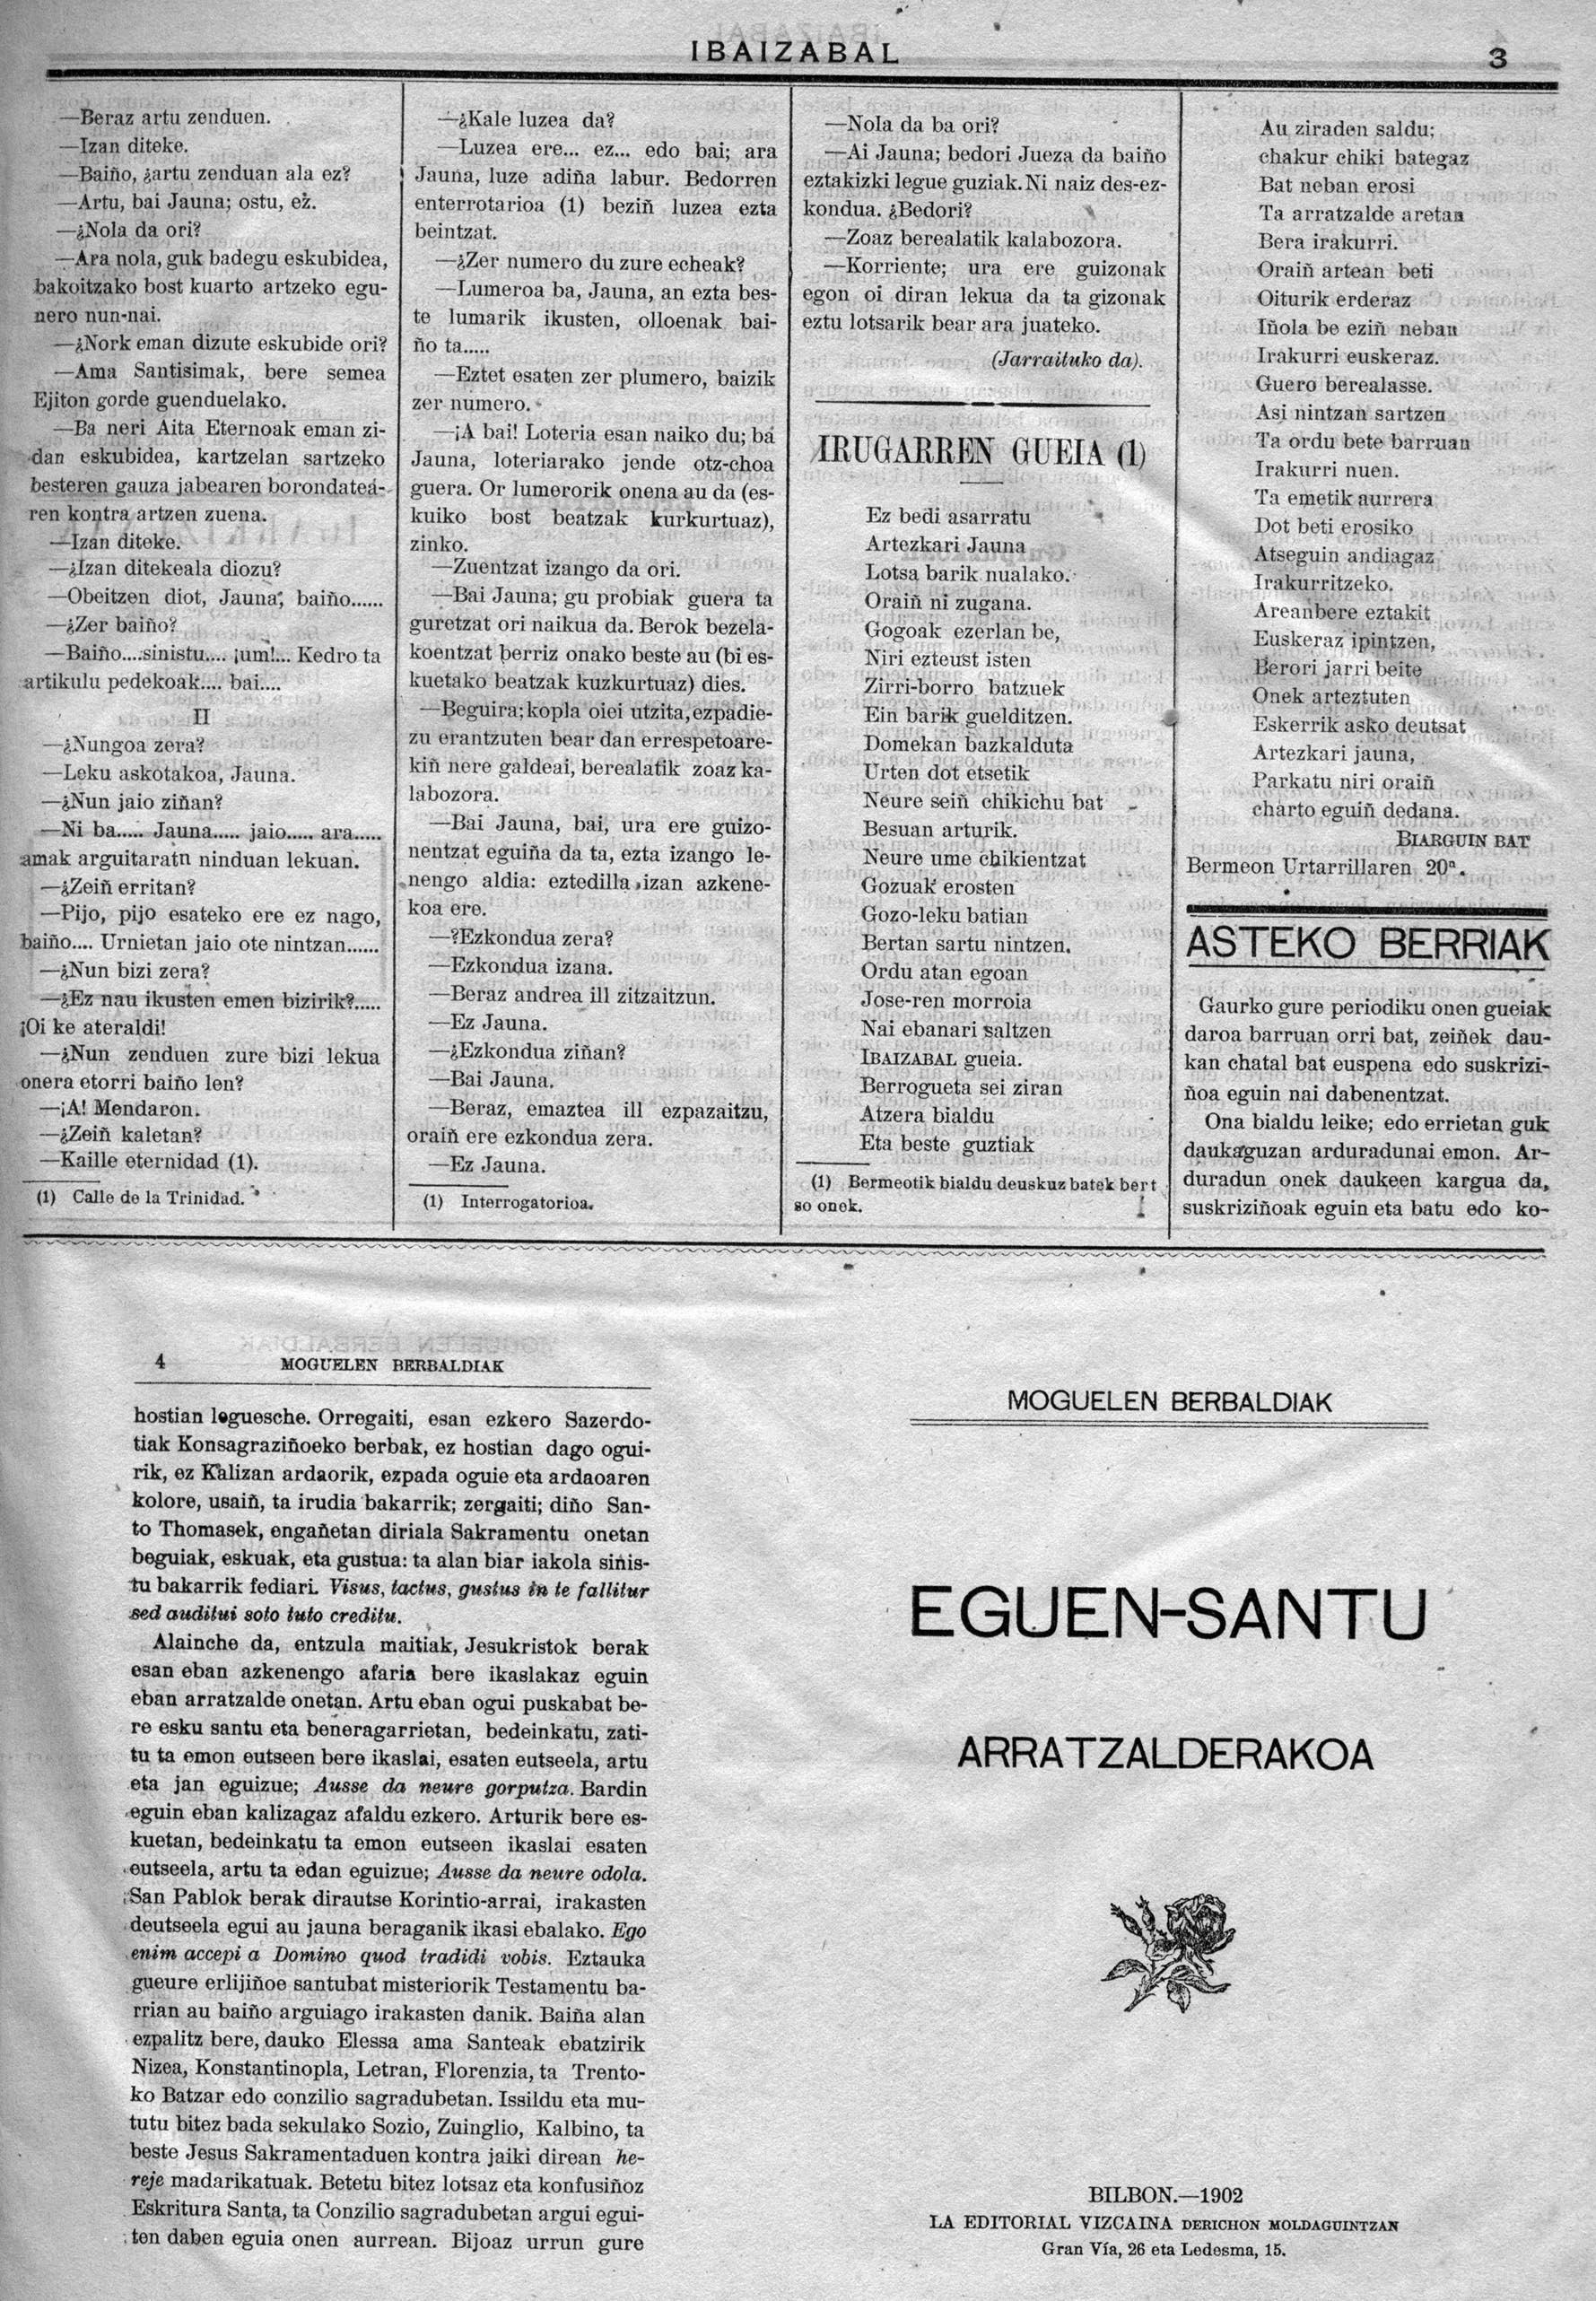 IBAIZABAL
3
—Beraz artu zenduen.
—Izan diteke.
—Baiño, ¿artu zenduan ala ez?
—Artu, bai Jauna; ostu, ez.
—¿Nola da ori?
—Ara nola, guk badegu eskubidea,
bakoitzako bost kuarto artzeko egu-
nero nun-nai.
—¿Nork eman dizute eskubide ori?
—Ama Santisimak, bere semea
Ejiton gorde guenduelako.
—Ba neri Aita Eternoak eman zi-
dan eskubidea, kartzelan sartzeko
besteren gauza jabearen borondatea-
ren kontra artzen zuena.
—Izan diteke.
—¿Izan ditekeala diozu?
—Obeitzen diot, Jauna; baiño......
—¿Zer baiño?
—Baiño....sinistu.... ¡um!... Kedro ta
artikulu pedekoak.... bai....
II
—¿Nungoa zera?
—Leku askotakoa, Jauna.
—¿Nun jaio ziñan?
—Ni ba..... Jauna..... jaio..... ara.....
amak arguitaratu ninduan lekuan.
—¿Zeiñ erritan?
—Pijo, pijo esateko ere ez nago,
baiño.... Urnietan jaio ote nintzan......
—¿Nun bizi zera?
—¿Ez nau ikusten emen bizirik?.....
¡Oi ke ateraldi!
—¿Nun zenduen zure bizi lekua
onera etorri baiño len?
—¡A! Mendaron.
—¿Zeiñ kaletan?
—Kaille eternidad (1).
(1) Calle de la Trinidad.
—¿Kale luzea da?
—Luzea ere... ez... edo bai; ara
Jauna, luze adiña labur. Bedorren
enterrotarioa (1) beziñ luzea ezta
beintzat.
—¿Zer numero du zure echeak?
—Lumeroa ba, Jauna, an ezta bes-
te lumarik ikusten, olloenak bai-
ño ta.....
—Eztet esaten zer plumero, baizik
zer numero.
—¡A bai! Loteria esan naiko du; ba
Jauna, loteriarako jende otz-choa
guera. Or lumerorik onena au da (es-
kuiko bost beatzak kurkurtuaz),
zinko.
—Zuentzat izango da ori.
—Bai Jauna; gu probiak guera ta
guretzat ori naikua da. Berok bezela-
koentzat berriz onako beste au (bi es-
kuetako beatzak kuzkurtuaz) dies.
—Beguira; kopla oiei utzita, ezpadie-
zu erantzuten bear dan errespetoare-
kiñ nere galdeai, berealatik zoaz ka-
labozora.
—Bai Jauna, bai, ura ere guizo-
nentzat eguiña da ta, ezta izango le-
nengo aldia: eztedilla izan azkene-
koa ere.
—?Ezkondua zera?
—Ezkondua izana.
—Beraz andrea ill zitzaitzun.
—Ez Jauna.
—¿Ezkondua ziñan?
—Bai Jauna.
—Beraz, emaztea ill ezpazaitzu,
oraiñ ere ezkondua zera.
—Ez Jauna.
(1) Interrogatorioa.
—Nola da ba ori?
—Ai Jauna; bedori Jueza da baiño
eztakizki legue guziak. Ni naiz des-ez-
kondua. ¿Bedori?
—Zoaz berealatik kalabozora.
—Korriente; ura ere guizonak
egon oi diran lekua da ta gizonak
eztu lotsarik bear ara juateko.
(Jarraituko da).
IRUGARREN GUEIA (1)
Ez bedi asarratu
Artezkari Jauna
Lotsa barik nualako.
Oraiñ ni zugana.
Gogoak ezerlan be,
Niri ezteust isten
Zirri-borro batzuek
Ein barik guelditzen.
Domekan bazkalduta
Urten dot etsetik
Neure seiñ chikichu bat
Besuan arturik.
Neure ume chikientzat
Gozuak erosten
Gozo-leku batian
Bertan sartu nintzen.
Ordu atan egoan
Jose-ren morroia
Nai ebanari saltzen
IBAIZABAL gueia.
Berrogueta sei ziran
Atzera bialdu
Eta beste guztiak
(1) Bermeotik bialdu deuskuz batek bert
so onek.
Au ziraden saldu;
chakur chiki bategaz
Bat neban erosi
Ta arratzalde aretan
Bera irakurri.
Oraiñ artean beti
Oiturik erderaz
Iñola be eziñ neban
Irakurri euskeraz.
Guero berealasse.
Asi nintzan sartzen
Ta ordu bete barruan
Irakurri nuen.
Ta emetik aurrera
Dot beti erosiko
Atseguin andiagaz
Irakurritzeko.
Areanbere eztakit
Euskeraz ipintzen,
Berori jarri beite
Onek arteztuten
Eskerrik asko deutsat
Artezkari jauna,
Parkatu niri oraiñ
charto eguiñ dedana.
BIARGUIN BAT
Bermeon Urtarrillaren 20ⁿ.
ASTEKO BERRIAK
Gaurko gure periodiku onen gueiak
daroa barruan orri bat, zeiñek dau-
kan chatal bat euspena edo suskrizi-
ñoa eguin nai dabenentzat.
Ona bialdu leike; edo errietan guk
daukaguzan arduradunai emon. Ar-
duradun onek daukeen kargua da,
suskriziñoak eguin eta batu edo ko-
4
MOGUELEN BERBALDIAK
hostian leguesche. Orregaiti, esan ezkero Sazerdo-
tiak Konsagraziñoeko berbak, ez hostian dago ogui-
rik, ez Kalizan ardaorik, ezpada oguie eta ardaoaren
kolore, usaiñ, ta irudia bakarrik; zergaiti; diño San-
to Thomasek, engañetan diriala Sakramentu onetan
beguiak, eskuak, eta gustua: ta alan biar iakola sinis-
tu bakarrik fediari. Visus, tactus, gustus in te fallitur
sed auditui soto tuto creditu.
Alainche da, entzula maitiak, Jesukristok berak
esan eban azkenengo afaria bere ikaslakaz eguin
eban arratzalde onetan. Artu eban ogui puskabat be-
re esku santu eta beneragarrietan, bedeinkatu, zati-
tu ta emon eutseen bere ikaslai, esaten eutseela, artu
eta jan eguizue; Ausse da neure gorputza. Bardin
eguin eban kalizagaz afaldu ezkero. Arturik bere es-
kuetan, bedeinkatu ta emon eutseen ikaslai esaten
eutseela, artu ta edan eguizue; Ausse da neure odola.
San Pablok berak dirautse Korintio-arrai, irakasten
deutseela egui au jauna beraganik ikasi ebalako. Ego
enim accepi a Domino quod tradidi vobis. Eztauka
gueure erlijiñoe santubat misteriorik Testamentu ba-
rrian au baiño arguiago irakasten danik. Baiña alan
ezpalitz bere, dauko Elessa ama Santeak ebatzirik
Nizea, Konstantinopla, Letran, Florenzia, ta Trento-
ko Batzar edo conzilio sagradubetan. Issildu eta mu-
tutu bitez bada sekulako Sozio, Zuinglio, Kalbino, ta
beste Jesus Sakramentaduen kontra jaiki direan he-
reje madarikatuak. Betetu bitez lotsaz eta konfusiñoz
Eskritura Santa, ta Conzilio sagradubetan argui egui-
ten daben eguia onen aurrean. Bijoaz urrun gure
MOGUELEN BERBALDIAK
EGUEN-SANTU
ARRATZALDERAKOA
BILBON.—1902
LA EDITORIAL VIZCAINA DERICHON MOLDAGUINTZAN
Gran Vía, 26 eta Ledesma, 15.